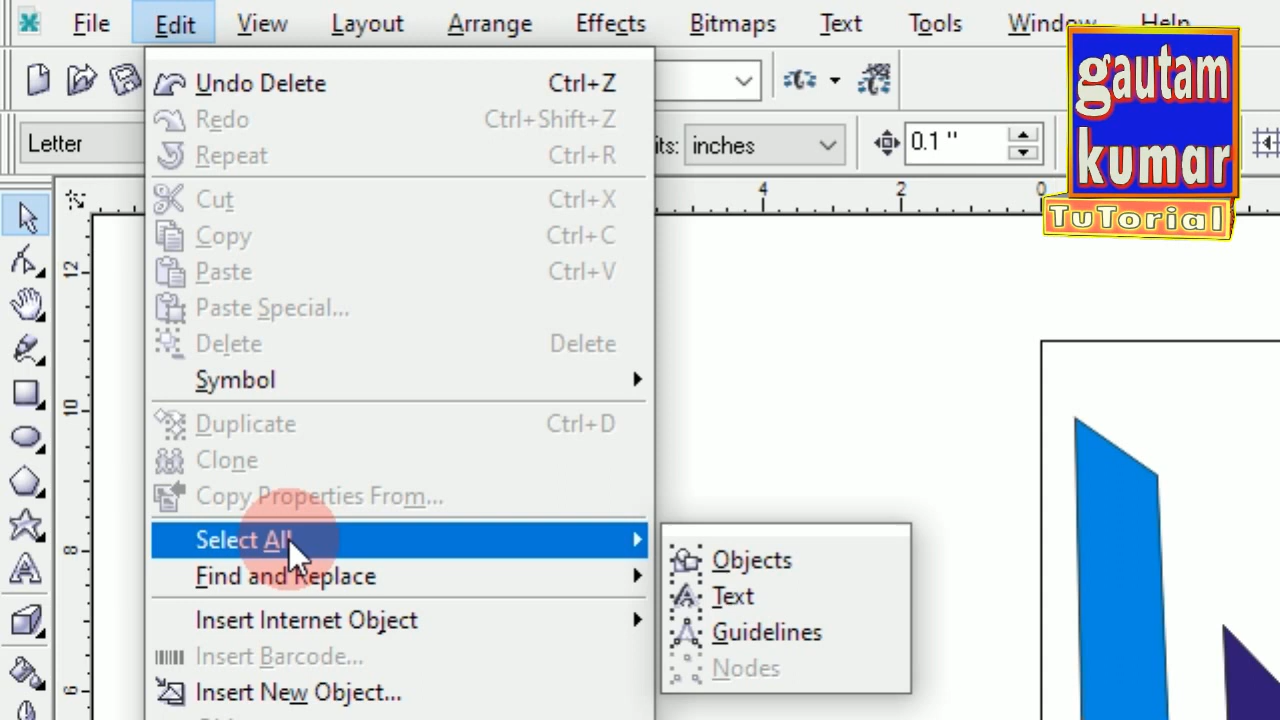 File Edit View Layout Arrange Effects Bitmaps Text Tools Window Help
gautam
kumar
TuTorial
Letter
inches
0.1 "
4 2 0
12
10
8
6
Undo Delete Ctrl+Z
Redo Ctrl+Shift+Z
Repeat Ctrl+R
Cut Ctrl+X
Copy Ctrl+C
Paste Ctrl+V
Paste Special...
Delete Delete
Symbol
Duplicate Ctrl+D
Clone
Copy Properties From...
Select All
Find and Replace
Insert Internet Object
Insert Barcode...
Insert New Object...
Objects
Text
Guidelines
Nodes